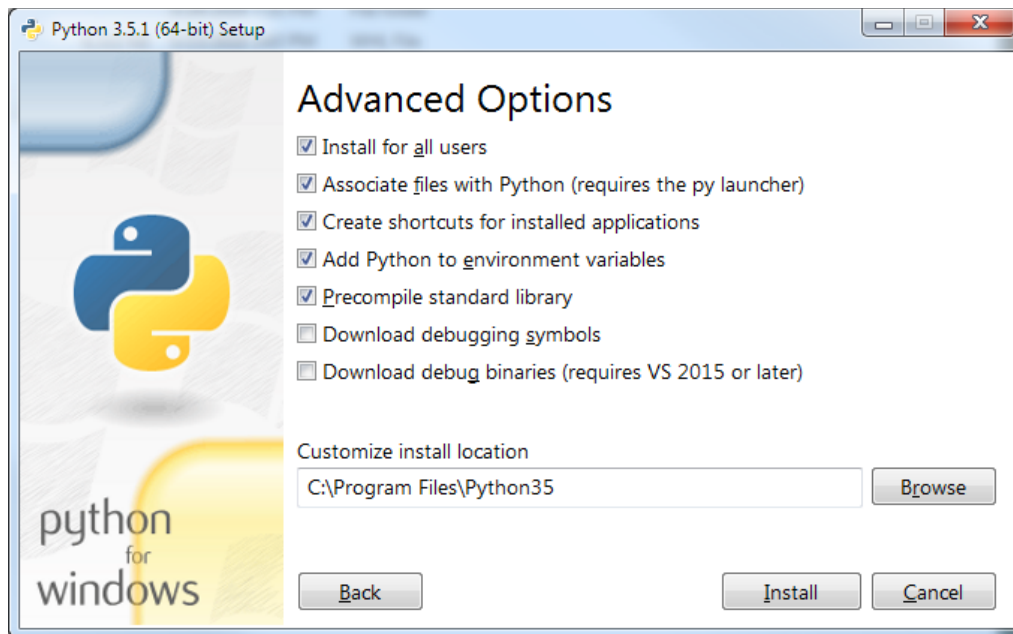 Python 3.5.1 (64-bit) Setup
Advanced Options
Install for all users
Associate files with Python (requires the py launcher)
Create shortcuts for installed applications
Add Python to environment variables
Precompile standard library
Download debugging symbols
Download debug binaries (requires VS 2015 or later)
Customize install location
C:\Program Files\Python35
Browse
python
for
windows
Back
Install
Cancel